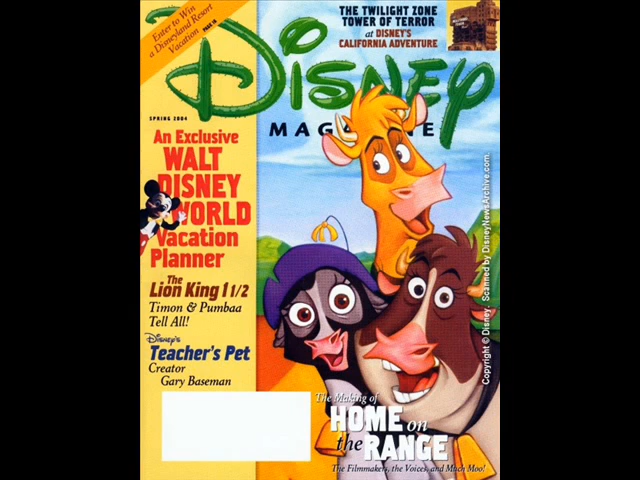 Enter to Win
a Disneyland Resort
Vacation PAGE 16
THE TWILIGHT ZONE
TOWER OF TERROR
at DISNEY'S
CALIFORNIA ADVENTURE
Disney
MAGAZINE
SPRING 2004
An Exclusive
WALT
DISNEY
WORLD
Vacation
Planner
The
Lion King 1 1/2
Timon & Pumbaa
Tell All!
Disney's
Teacher's Pet
Creator
Gary Baseman
The Making of
HOME on
the RANGE
The Filmmakers, the Voices, and Much Moo!
Copyright © Disney. Scanned by DisneyNewsArchive.com.